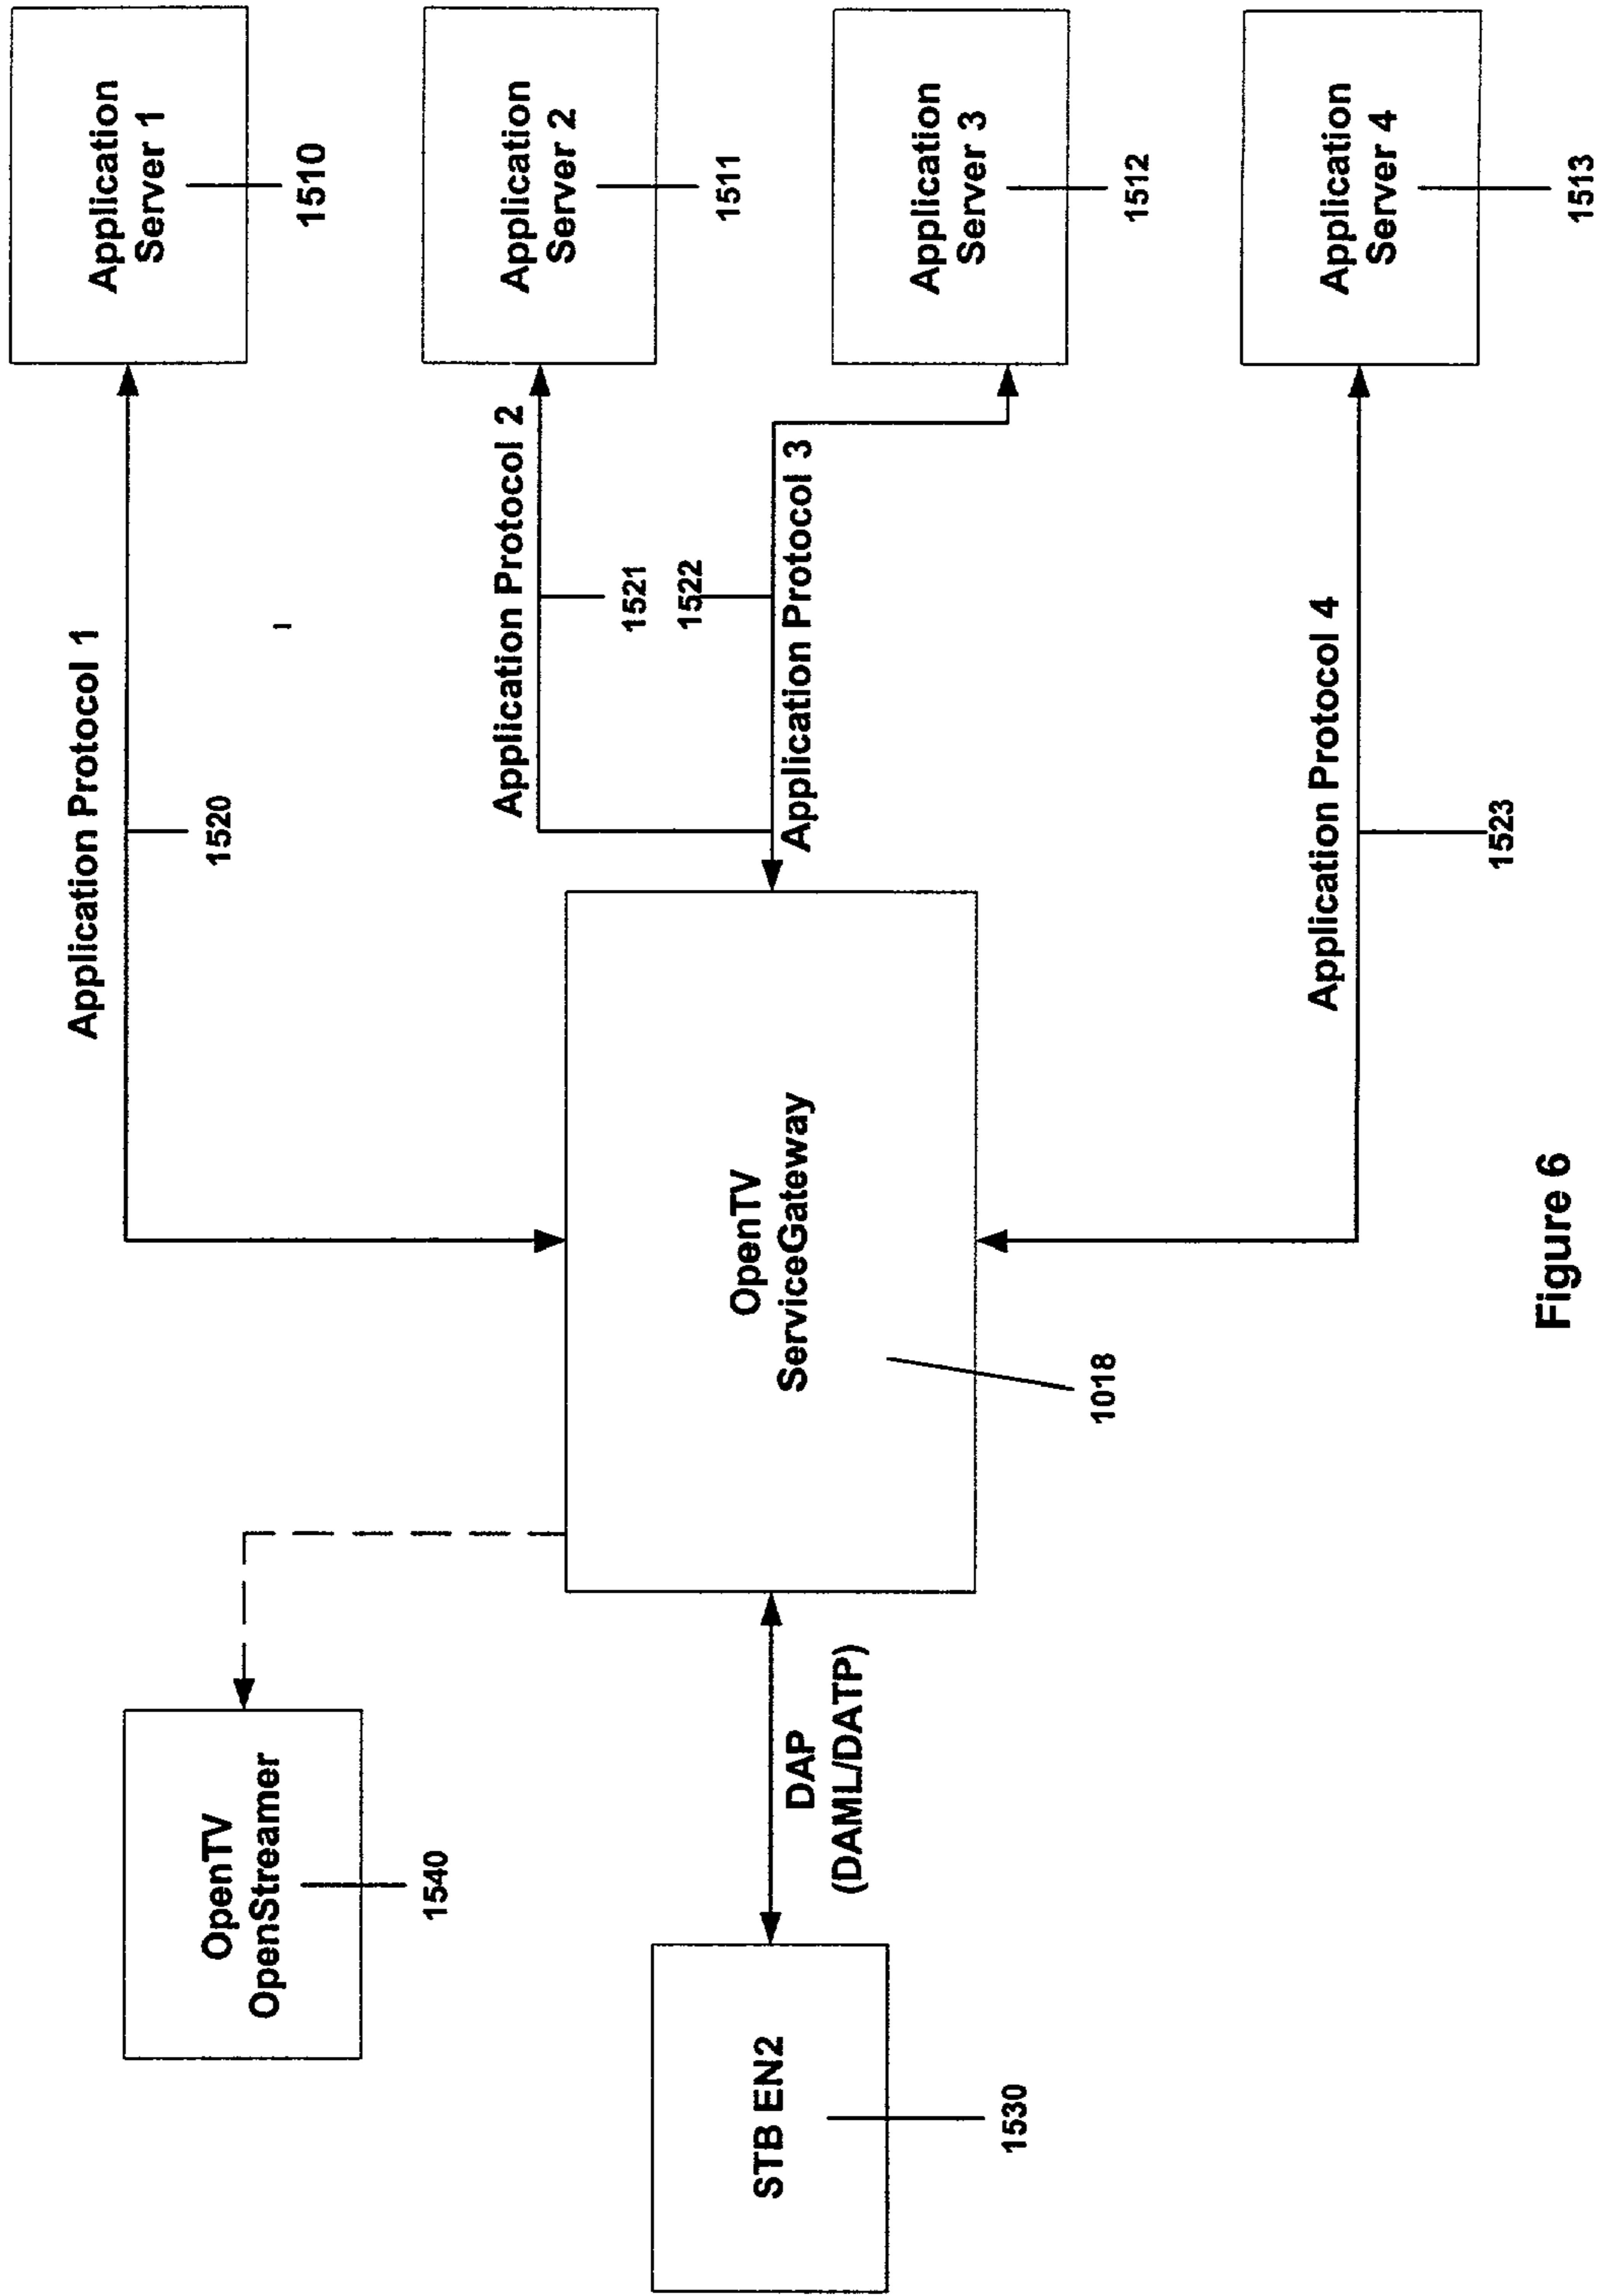 Application
Server 1
1510
Application Protocol 1
1520
Application
Server 2
1511
Application Protocol 2
1521
1522
Application Protocol 3
Application
Server 3
1512
Application
Server 4
1513
Application Protocol 4
1523
OpenTV
ServiceGateway
1018
OpenTV
OpenStreamer
1540
DAP
(DAML/DATP)
STB EN2
1530
Figure 6